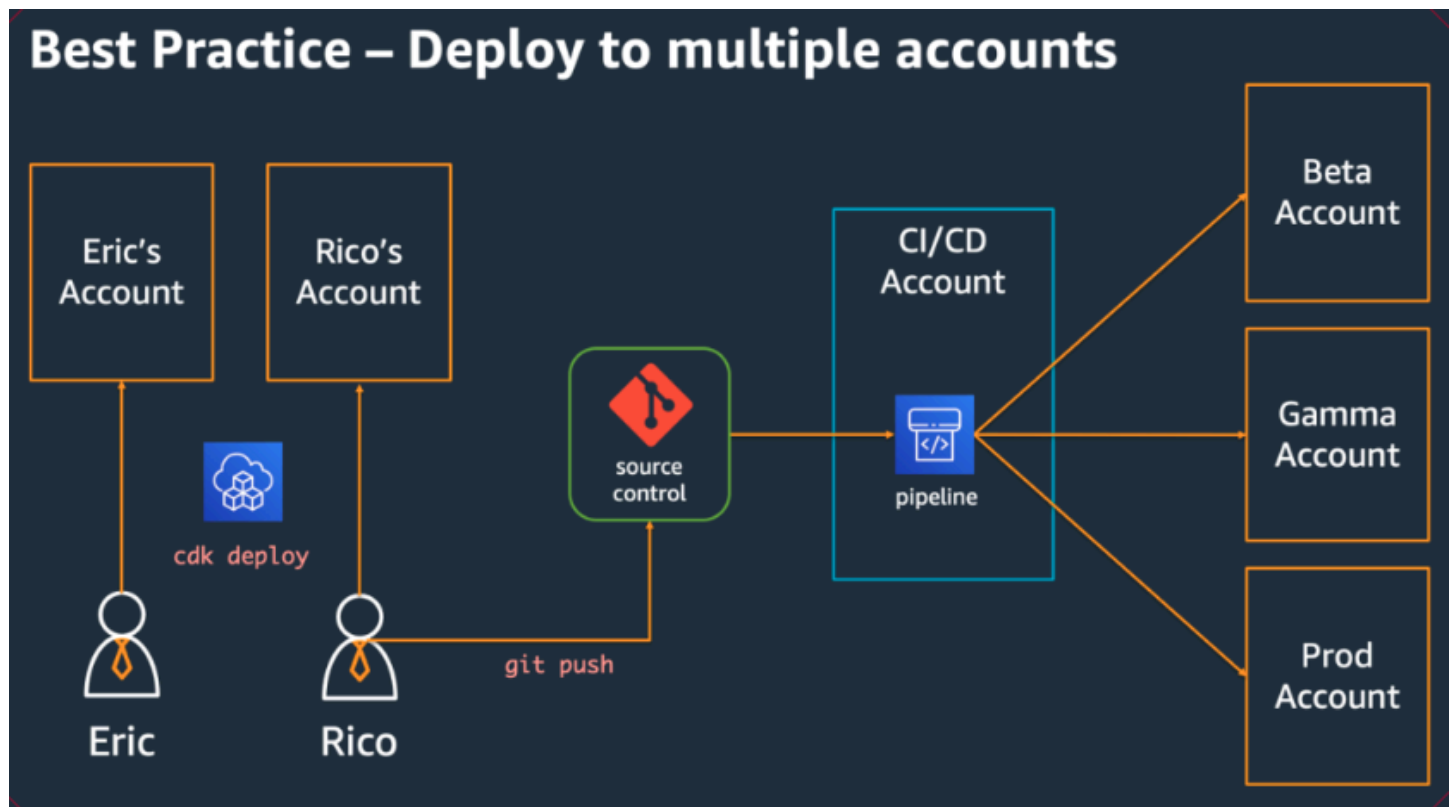 Best Practice – Deploy to multiple accounts
Eric's
Account
Rico's
Account
cdk deploy
Eric
Rico
git push
source
control
CI/CD
Account
</>
pipeline
Beta
Account
Gamma
Account
Prod
Account